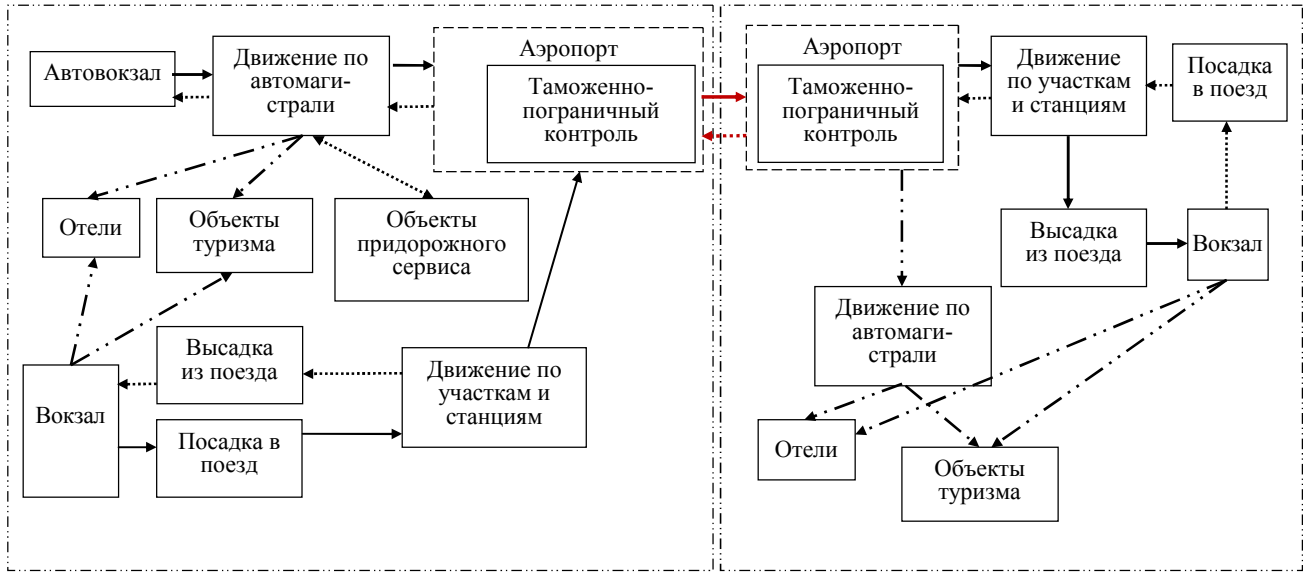 Автовокзал
Движение по
автомаги-
страли
Аэропорт
Таможенно-
пограничный
контроль
Отели
Объекты
туризма
Объекты
придорожного
сервиса
Высадка
из поезда
Движение по
участкам и
станциям
Вокзал
Посадка в
поезд
Аэропорт
Таможенно-
пограничный
контроль
Движение
по участкам
и станциям
Посадка
в поезд
Высадка
из поезда
Вокзал
Движение по
автомаги-
страли
Отели
Объекты
туризма